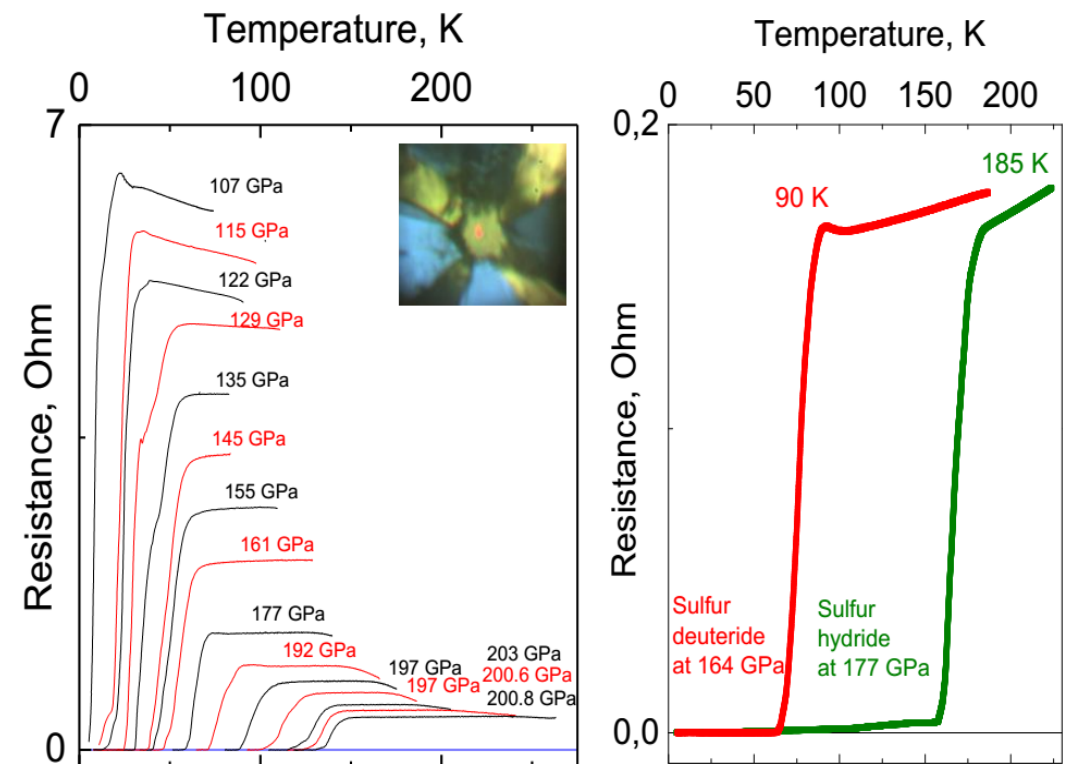 Temperature, K
0 100 200
7
107 GPa
115 GPa
122 GPa
129 GPa
135 GPa
145 GPa
155 GPa
161 GPa
177 GPa
192 GPa
197 GPa
197 GPa
203 GPa
200.6 GPa
200.8 GPa
0
Resistance, Ohm
Temperature, K
0 50 100 150 200
0,2
185 K
90 K
Sulfur
deuteride
at 164 GPa
Sulfur
hydride
at 177 GPa
0,0
Resistance, Ohm